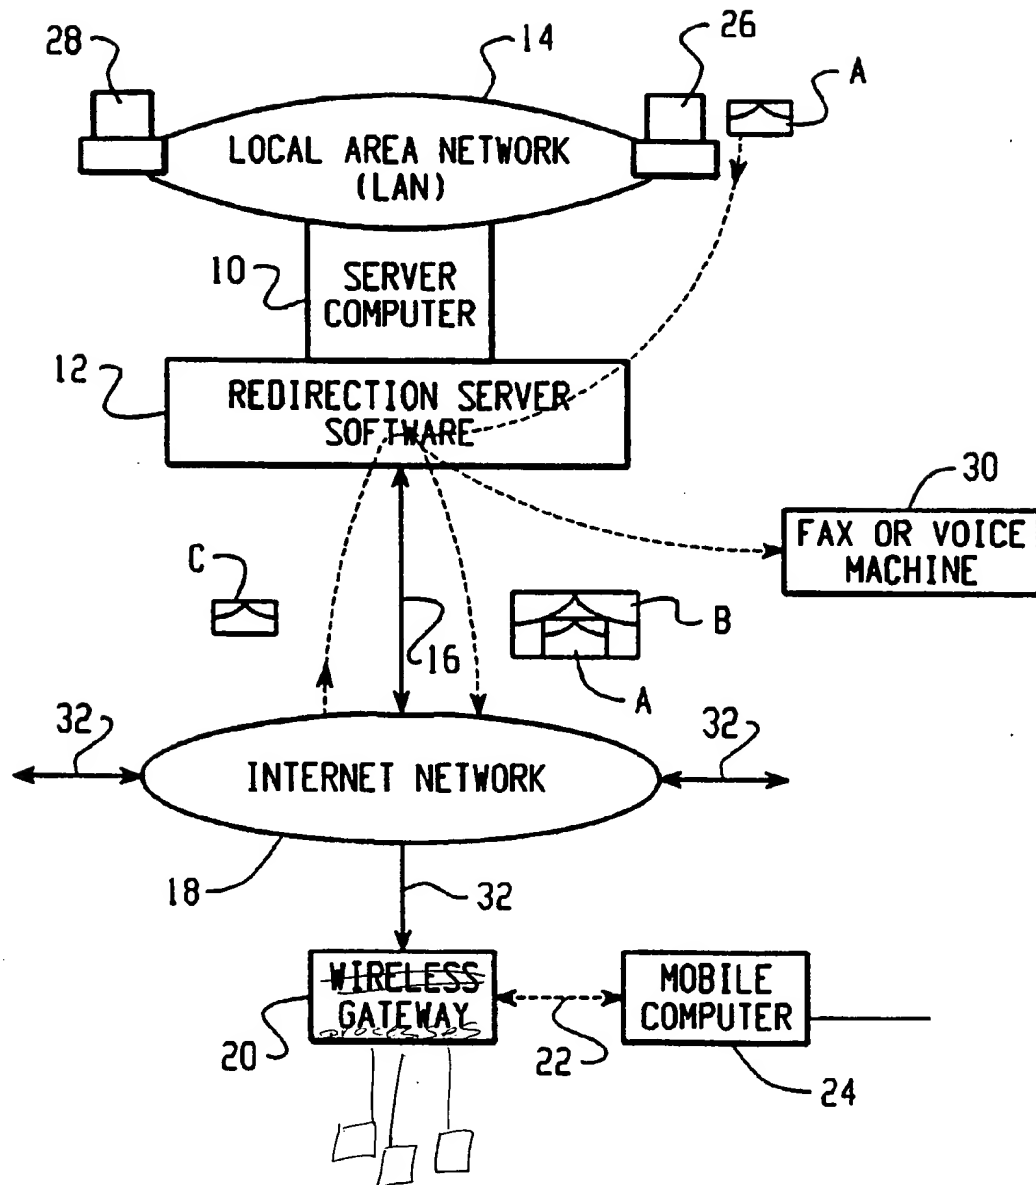 28
14
26
A
LOCAL AREA NETWORK
(LAN)
10
SERVER
COMPUTER
12
REDIRECTION SERVER
SOFTWARE
30
FAX OR VOICE
MACHINE
C
B
16
A
32
32
INTERNET NETWORK
18
32
WIRELESS
GATEWAY
processes
MOBILE
COMPUTER
20
22
24